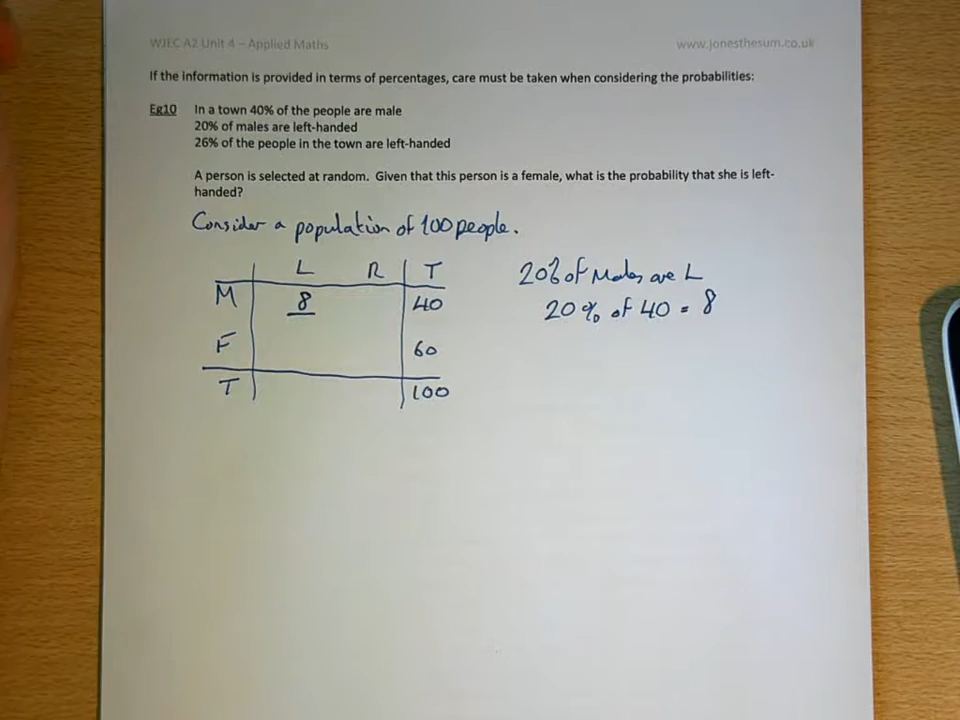 WJEC A2 Unit 4 – Applied Maths www.jonesthesum.co.uk
If the information is provided in terms of percentages, care must be taken when considering the probabilities:
Eg10 In a town 40% of the people are male
20% of males are left-handed
26% of the people in the town are left-handed
A person is selected at random. Given that this person is a female, what is the probability that she is left-
handed?
Consider a population of 100 people.
L R T
M 8 40
F 60
T 100
20% of Males are L
20% of 40 = 8